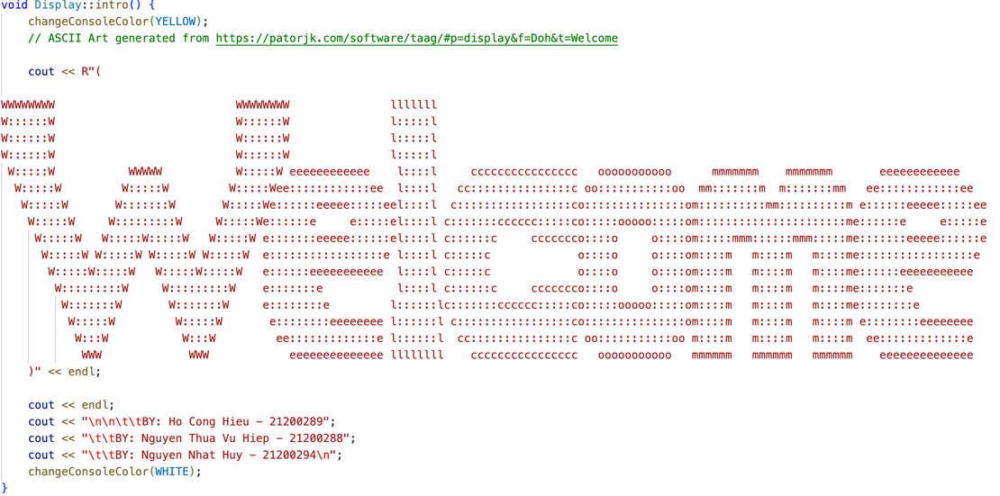 void Display::intro() {
    changeConsoleColor(YELLOW);
    // ASCII Art generated from https://patorjk.com/software/taag/#p=display&f=Doh&t=Welcome
    cout << R"(
WWWWWWWW                           WWWWWWWW               lllllll
W::::::W                           W::::::W               l:::::l
W::::::W                           W::::::W               l:::::l
W::::::W                           W::::::W               l:::::l
 W:::::W           WWWWW           W:::::W eeeeeeeeeeee    l::::l     cccccccccccccccc   ooooooooooo      mmmmmmm    mmmmmmm       eeeeeeeeeeee
  W:::::W         W:::::W         W:::::Wee::::::::::::ee  l::::l   cc:::::::::::::::c oo:::::::::::oo  mm:::::::m  m:::::::mm   ee::::::::::::ee
   W:::::W       W:::::::W       W:::::We::::::eeeee:::::eel::::l  c:::::::::::::::::co:::::::::::::::om::::::::::mm::::::::::m e::::::eeeee:::::ee
    W:::::W     W:::::::::W     W:::::We::::::e     e:::::el::::l c:::::::cccccc:::::co:::::ooooo:::::om::::::::::::::::::::::me::::::e     e:::::e
     W:::::W   W:::::W:::::W   W:::::W e:::::::eeeee::::::el::::l c::::::c     ccccccco::::o     o::::om:::::mmm::::::mmm:::::me:::::::eeeee::::::e
      W:::::W W:::::W W:::::W W:::::W  e:::::::::::::::::e l::::l c:::::c             o::::o     o::::om::::m   m::::m   m::::me:::::::::::::::::e
       W:::::W:::::W   W:::::W:::::W   e::::::eeeeeeeeeee  l::::l c:::::c             o::::o     o::::om::::m   m::::m   m::::me::::::eeeeeeeeeee
        W:::::::::W     W:::::::::W    e:::::::e           l::::l c::::::c     ccccccco::::o     o::::om::::m   m::::m   m::::me:::::::e
         W:::::::W       W:::::::W     e::::::::e         l::::::lc:::::::cccccc:::::co:::::ooooo:::::om::::m   m::::m   m::::me::::::::e
          W:::::W         W:::::W       e::::::::eeeeeeee l::::::l c:::::::::::::::::co:::::::::::::::om::::m   m::::m   m::::m e::::::::eeeeeeee
           W:::W           W:::W         ee:::::::::::::e l::::::l  cc:::::::::::::::c oo:::::::::::oo m::::m   m::::m   m::::m  ee:::::::::::::e
            WWW             WWW            eeeeeeeeeeeeee llllllll    cccccccccccccccc   ooooooooooo   mmmmmm   mmmmmm   mmmmmm    eeeeeeeeeeeeee
    )" << endl;
    cout << endl;
    cout << "\n\n\t\tBY: Ho Cong Hieu - 21200289";
    cout << "\t\tBY: Nguyen Thua Vu Hiep - 21200288";
    cout << "\t\tBY: Nguyen Nhat Huy - 21200294\n";
    changeConsoleColor(WHITE);
}